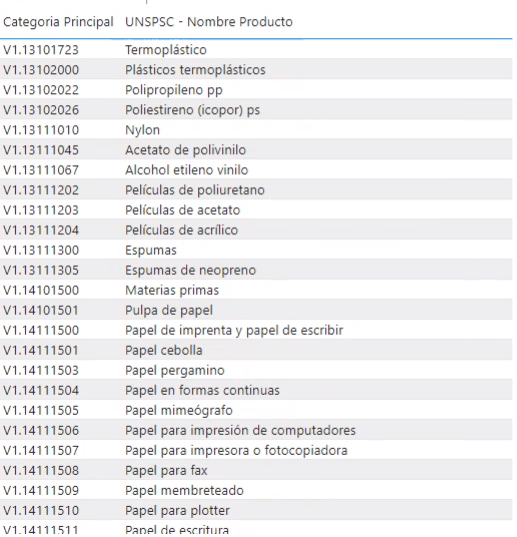 Categoria Principal UNSPSC - Nombre Producto
V1.13101723 Termoplástico
V1.13102000 Plásticos termoplásticos
V1.13102022 Polipropileno pp
V1.13102026 Poliestireno (icopor) ps
V1.13111010 Nylon
V1.13111045 Acetato de polivinilo
V1.13111067 Alcohol etileno vinilo
V1.13111202 Películas de poliuretano
V1.13111203 Películas de acetato
V1.13111204 Películas de acrílico
V1.13111300 Espumas
V1.13111305 Espumas de neopreno
V1.14101500 Materias primas
V1.14101501 Pulpa de papel
V1.14111500 Papel de imprenta y papel de escribir
V1.14111501 Papel cebolla
V1.14111503 Papel pergamino
V1.14111504 Papel en formas continuas
V1.14111505 Papel mimeógrafo
V1.14111506 Papel para impresión de computadores
V1.14111507 Papel para impresora o fotocopiadora
V1.14111508 Papel para fax
V1.14111509 Papel membreteado
V1.14111510 Papel para plotter
V1.14111511 Papel de escritura